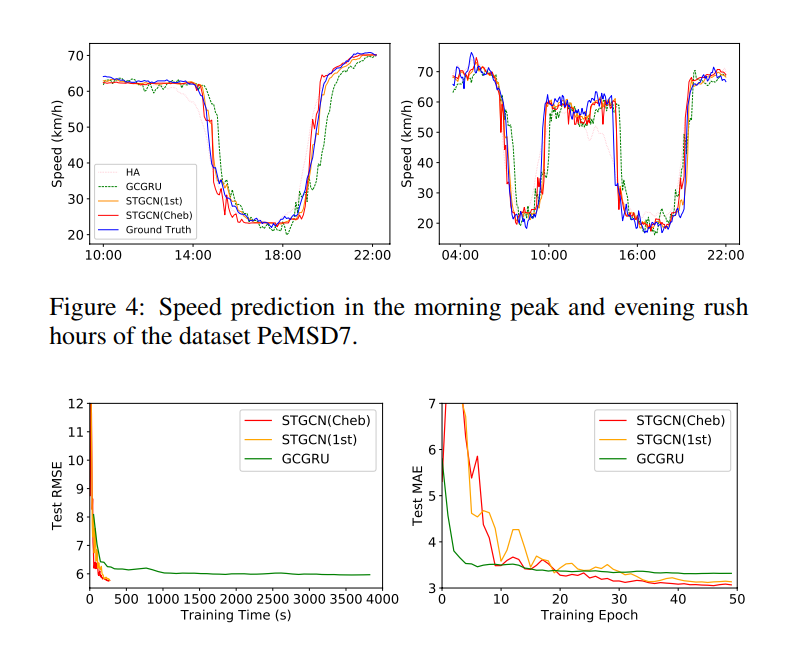 70
60
50
40
30
20
Speed (km/h)
HA
GCGRU
STGCN(1st)
STGCN(Cheb)
Ground Truth
10:00 14:00 18:00 22:00
70
60
50
40
30
20
Speed (km/h)
04:00 10:00 16:00 22:00
Figure 4: Speed prediction in the morning peak and evening rush
hours of the dataset PeMSD7.
12
11
10
9
8
7
6
Test RMSE
STGCN(Cheb)
STGCN(1st)
GCGRU
0 500 1000 1500 2000 2500 3000 3500 4000
Training Time (s)
7
6
5
4
3
Test MAE
STGCN(Cheb)
STGCN(1st)
GCGRU
0 10 20 30 40 50
Training Epoch